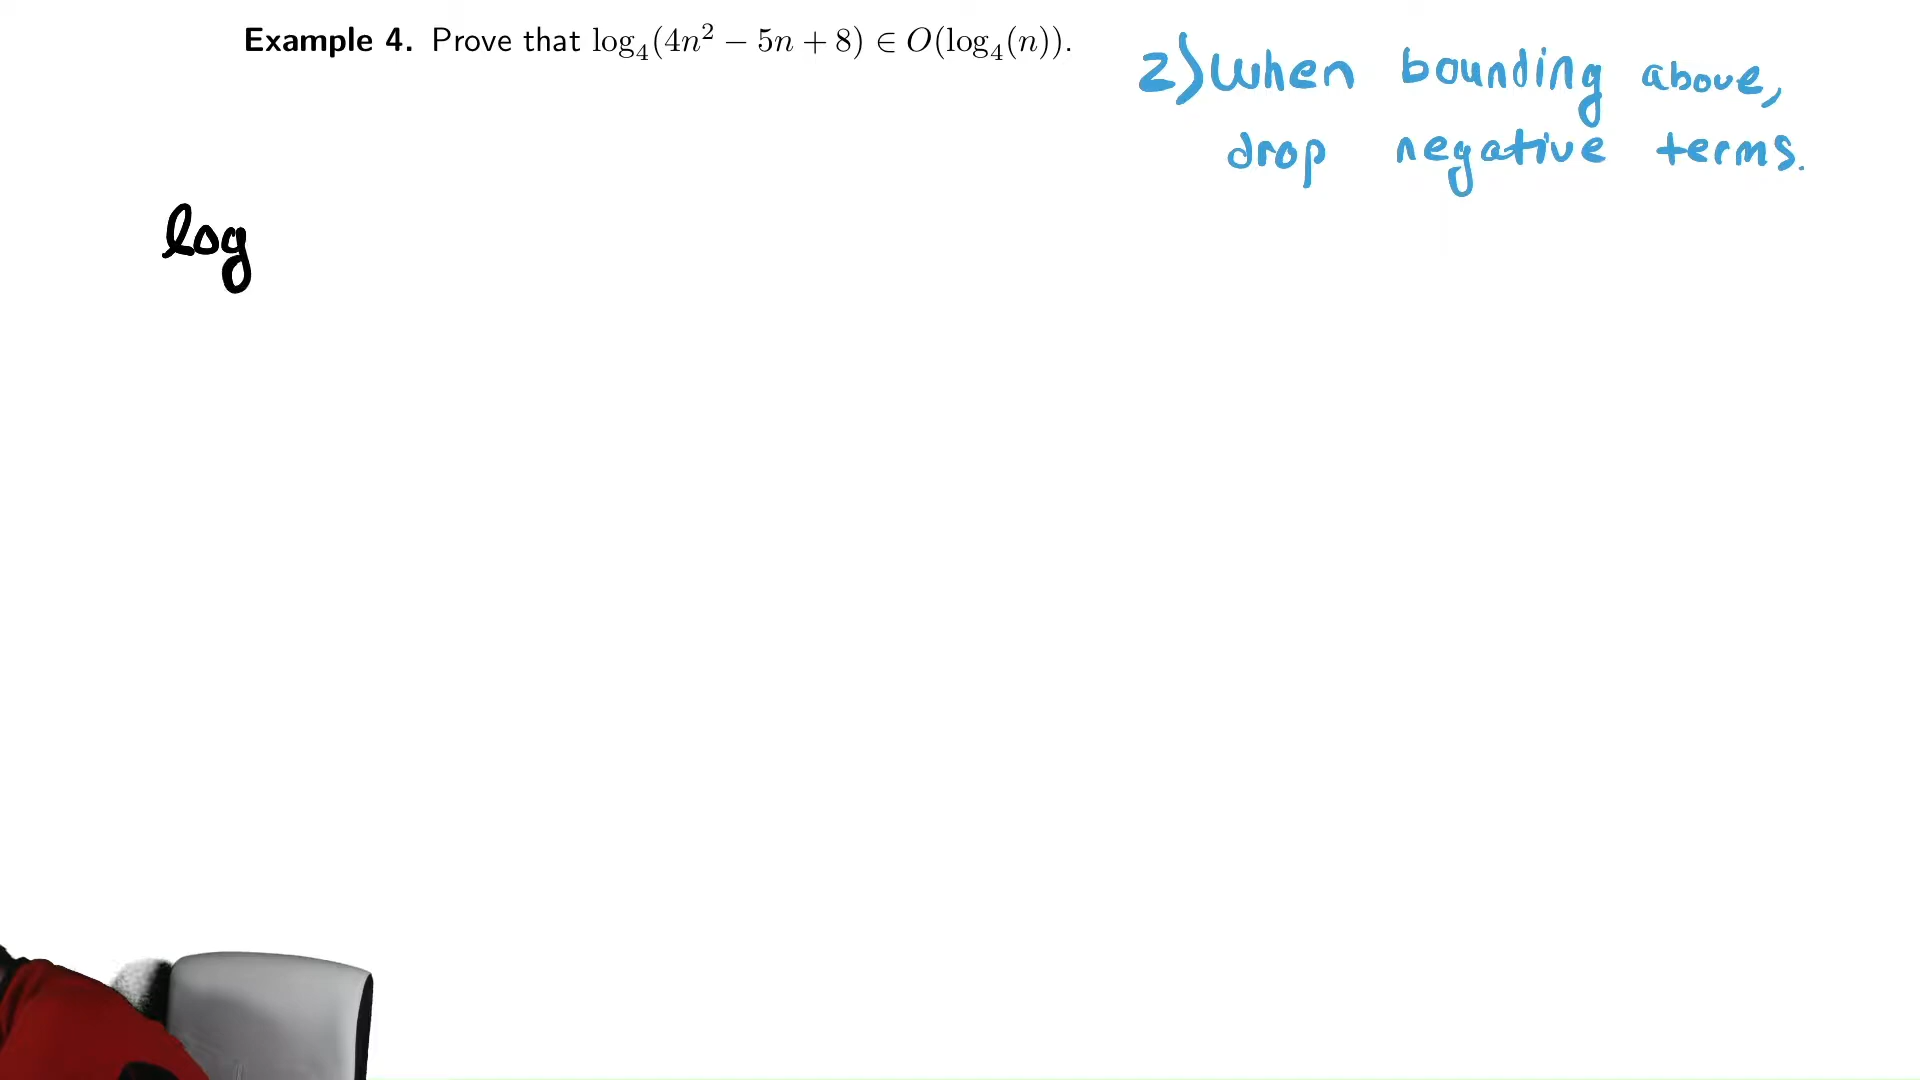 Example 4. Prove that log₄(4n² − 5n + 8) ∈ O(log₄(n)).
2) When bounding above,
drop negative terms.
log